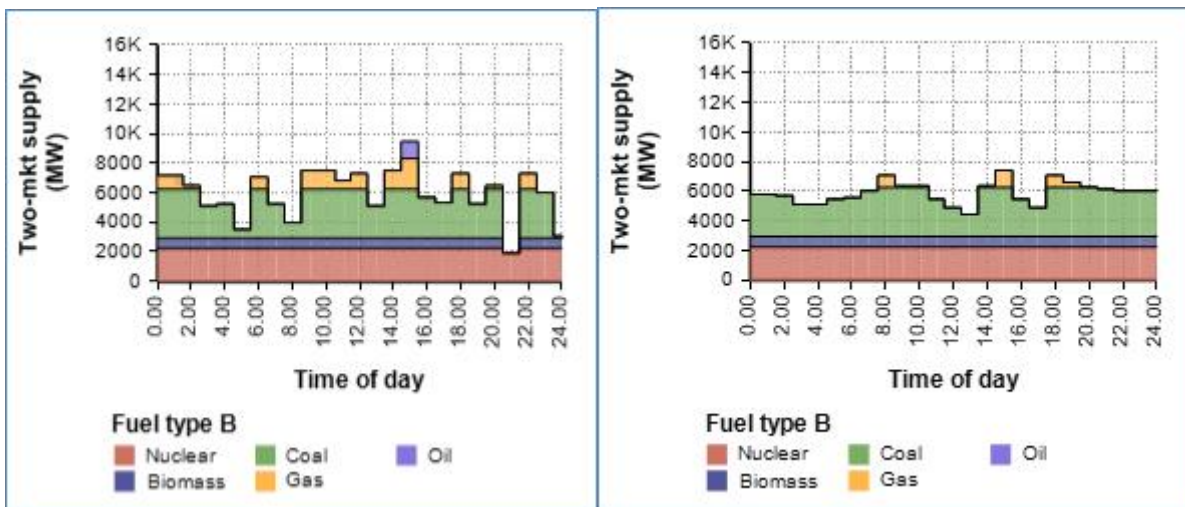 16K
14K
12K
10K
8000
6000
4000
2000
0
Two-mkt supply
(MW)
0.00 2.00 4.00 6.00 8.00 10.00 12.00 14.00 16.00 18.00 20.00 22.00 24.00
Time of day
Fuel type B
Nuclear Coal Oil
Biomass Gas
16K
14K
12K
10K
8000
6000
4000
2000
0
Two-mkt supply
(MW)
0.00 2.00 4.00 6.00 8.00 10.00 12.00 14.00 16.00 18.00 20.00 22.00 24.00
Time of day
Fuel type B
Nuclear Coal Oil
Biomass Gas